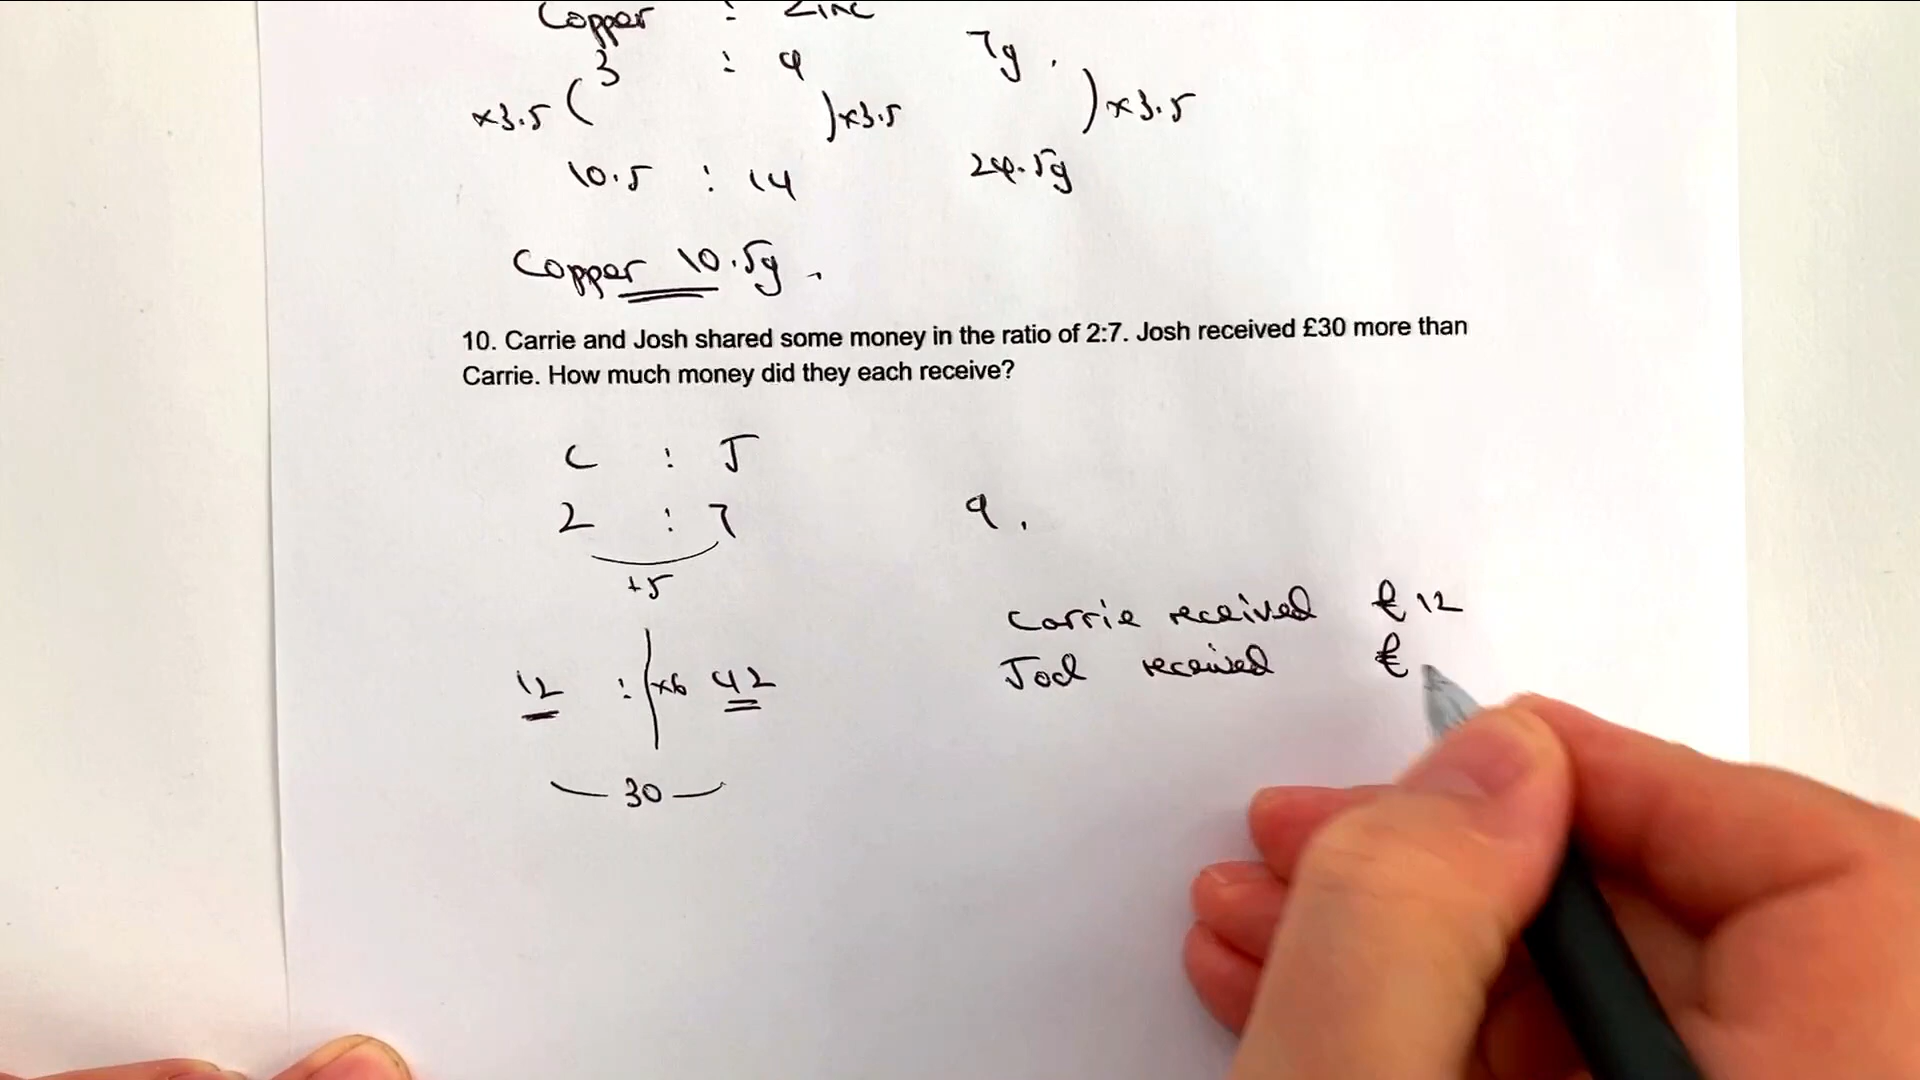 Copper : Zinc
3 : 4 7g.
×3.5 ( ) ×3.5 ) ×3.5
10.5 : 14 24.5g
Copper 10.5g.
10. Carrie and Josh shared some money in the ratio of 2:7. Josh received £30 more than
Carrie. How much money did they each receive?
C : J
2 : 7 9.
+5
Carrie received £12
Josh received £
12 : ×6 42
30